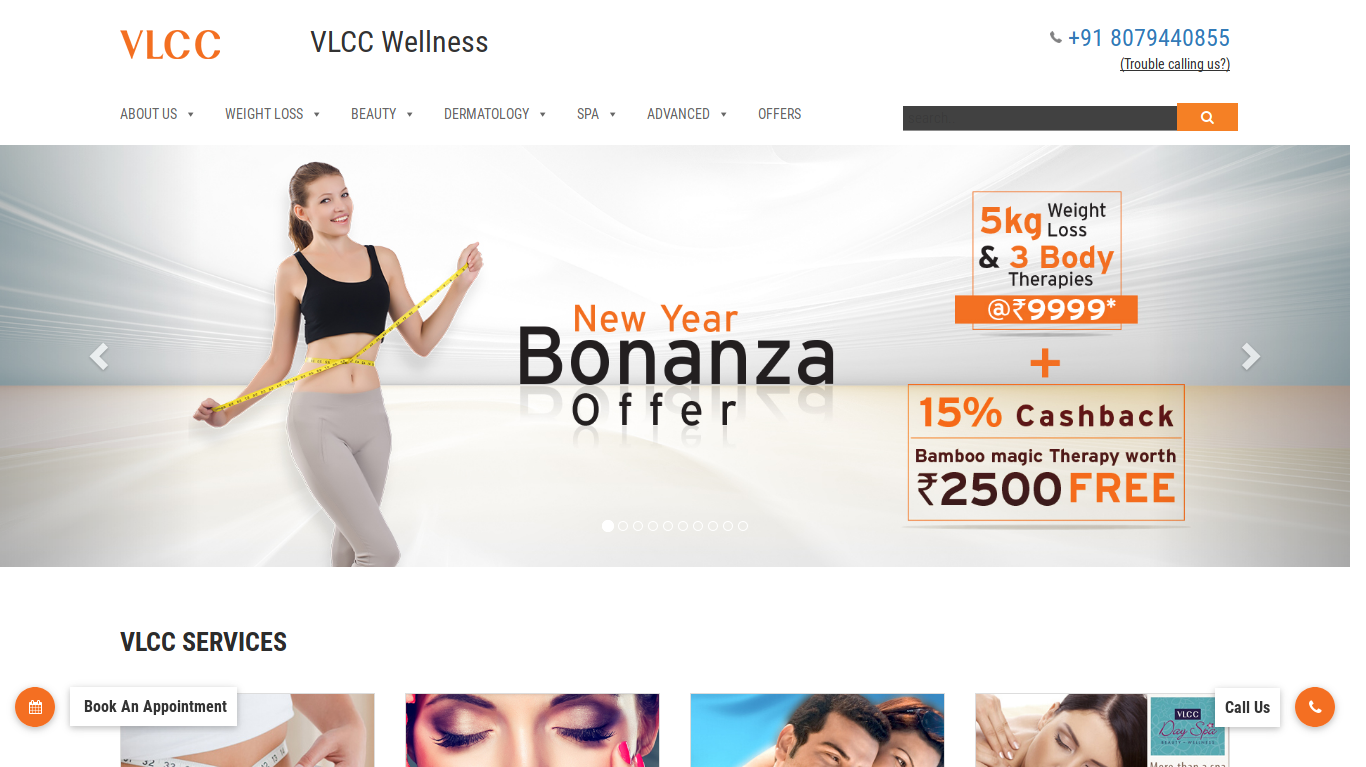 VLCC
VLCC Wellness
+91 8079440855
(Trouble calling us?)
ABOUT US
WEIGHT LOSS
BEAUTY
DERMATOLOGY
SPA
ADVANCED
OFFERS
Search
5kg Weight Loss
& 3 Body
Therapies
@₹9999*
+
15% Cashback
Bamboo magic Therapy worth
₹2500 FREE
New Year
Bonanza
Offer
VLCC SERVICES
Book An Appointment
Call Us
VLCC
Day Spa
BEAUTY • WELLNESS
More than a spa